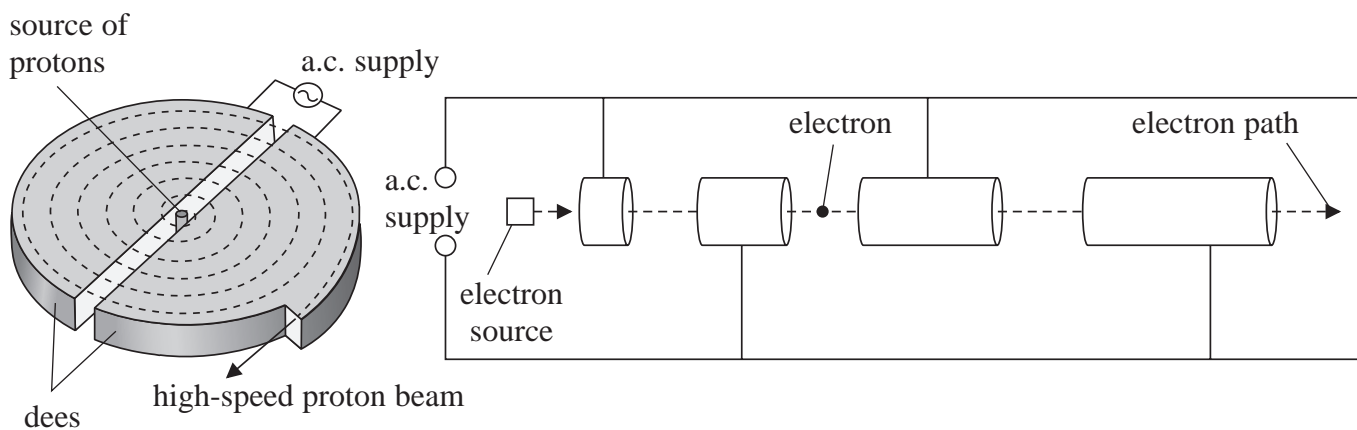 source of
protons
a.c. supply
dees
high-speed proton beam
a.c.
supply
electron
source
electron
electron path